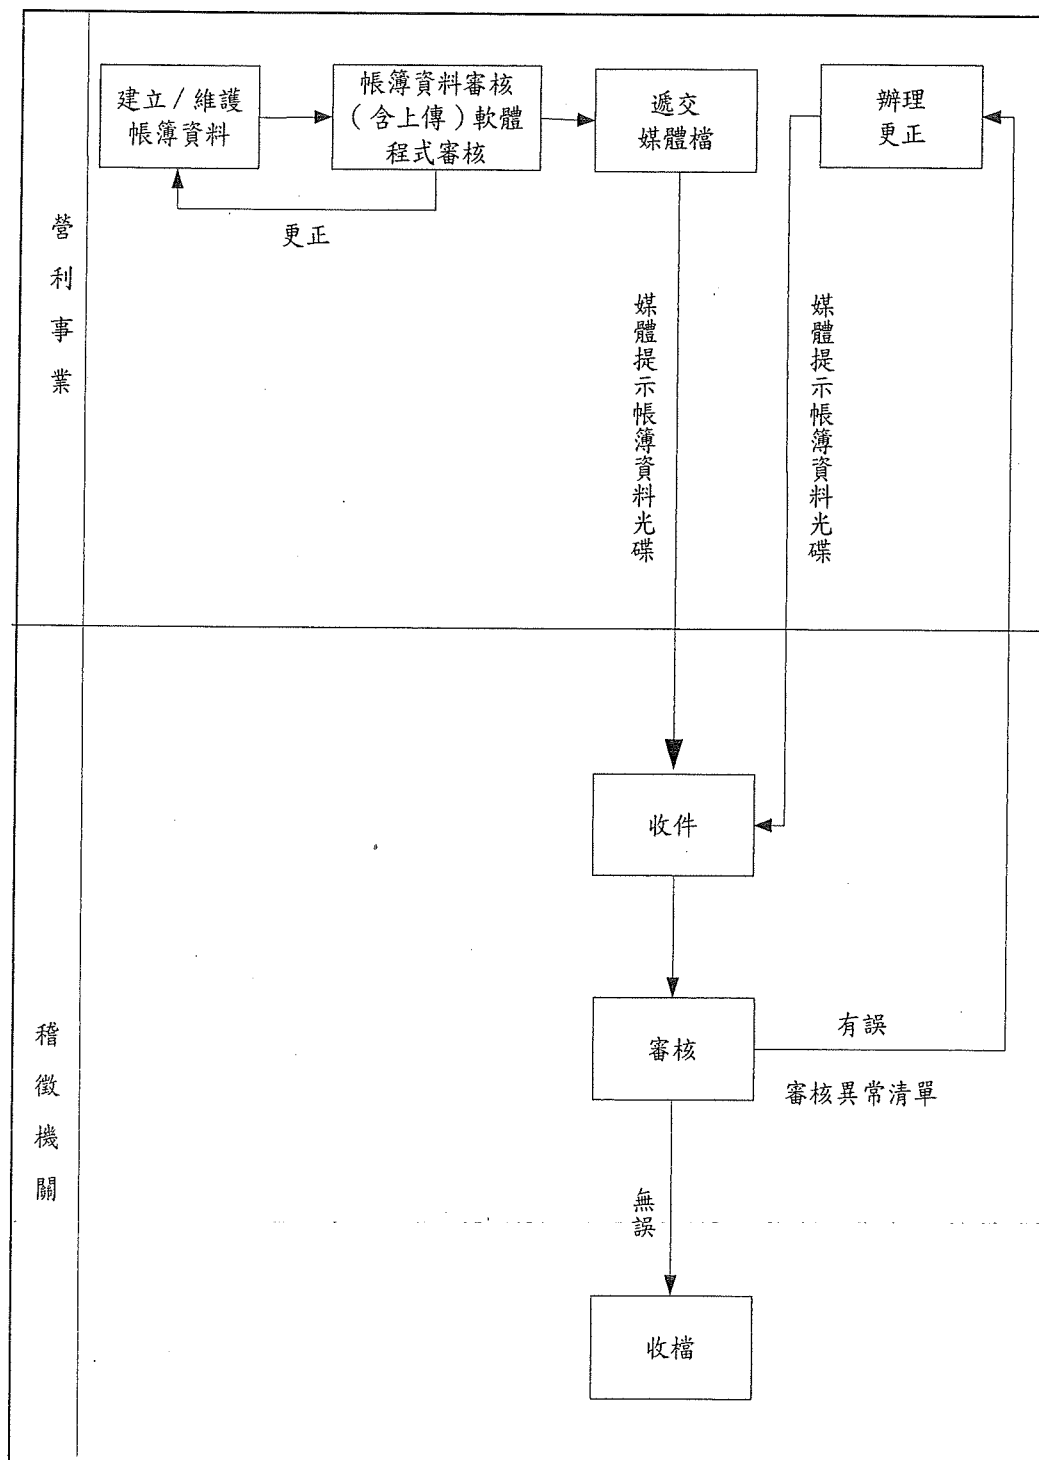 建立/維護
帳簿資料
帳簿資料審核
(含上傳)軟體
程式審核
遞交
媒體檔
辦理
更正
更正
營利事業
媒體提示帳簿資料光碟
媒體提示帳簿資料光碟
收件
審核
有誤
審核異常清單
稽徵機關
無誤
收檔